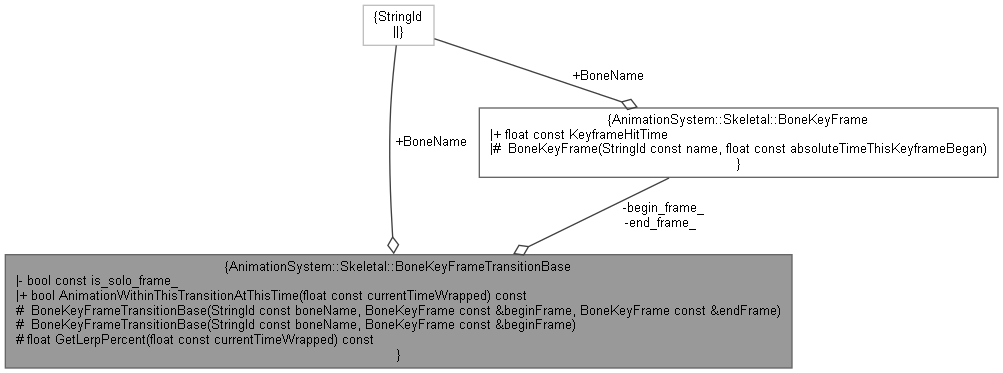 {StringId
||}
+BoneName
{AnimationSystem::Skeletal::BoneKeyFrame
|+ float const KeyframeHitTime
|#  BoneKeyFrame(StringId const name, float const absoluteTimeThisKeyframeBegan)
}
+BoneName
-begin_frame_
-end_frame_
{AnimationSystem::Skeletal::BoneKeyFrameTransitionBase
|- bool const is_solo_frame_
|+ bool AnimationWithinThisTransitionAtThisTime(float const currentTimeWrapped) const
#  BoneKeyFrameTransitionBase(StringId const boneName, BoneKeyFrame const &beginFrame, BoneKeyFrame const &endFrame)
#  BoneKeyFrameTransitionBase(StringId const boneName, BoneKeyFrame const &beginFrame)
# float GetLerpPercent(float const currentTimeWrapped) const
}